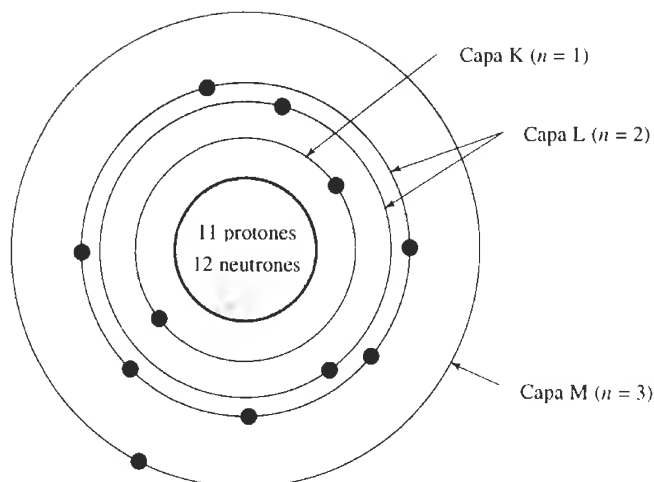 Capa K (n = 1)
Capa L (n = 2)
11 protones
12 neutrones
Capa M (n = 3)